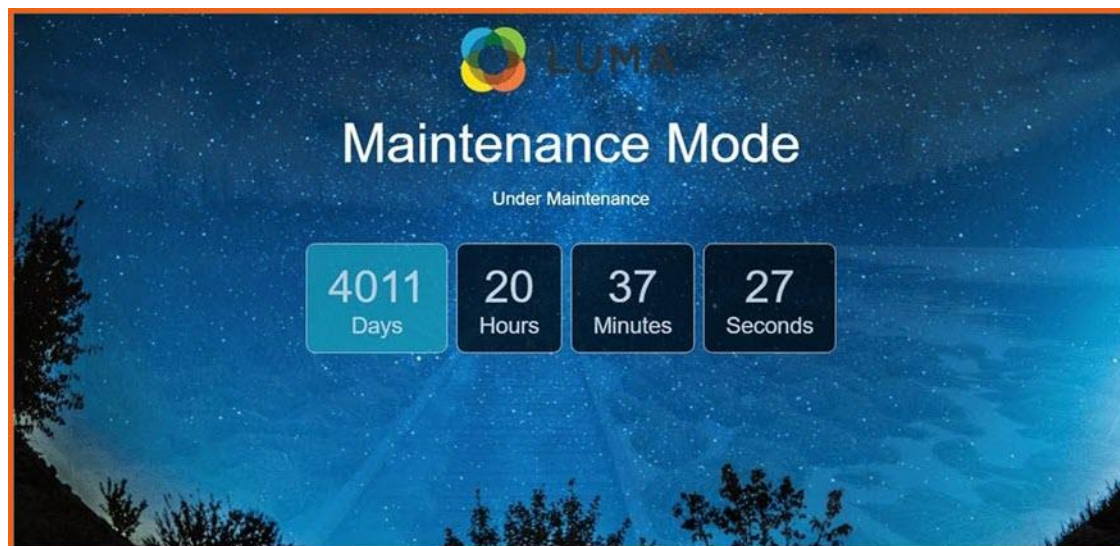 LUMA
Maintenance Mode
Under Maintenance
4011 20 37 27
Days Hours Minutes Seconds